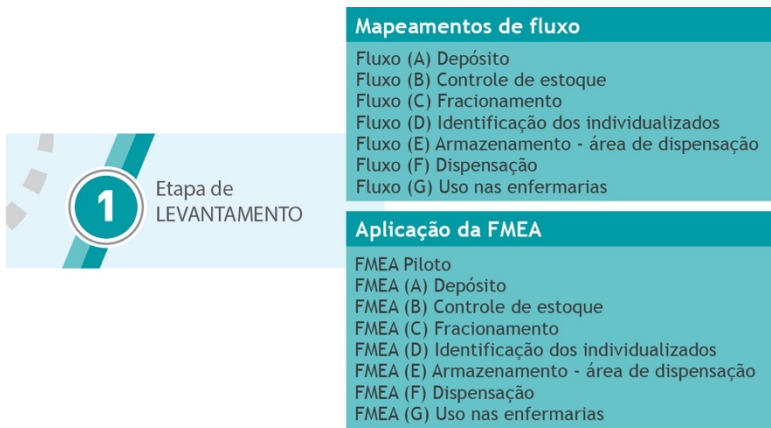 1
Etapa de
LEVANTAMENTO
Mapeamentos de fluxo
Fluxo (A) Depósito
Fluxo (B) Controle de estoque
Fluxo (C) Fracionamento
Fluxo (D) Identificação dos individualizados
Fluxo (E) Armazenamento - área de dispensação
Fluxo (F) Dispensação
Fluxo (G) Uso nas enfermarias
Aplicação da FMEA
FMEA Piloto
FMEA (A) Depósito
FMEA (B) Controle de estoque
FMEA (C) Fracionamento
FMEA (D) Identificação dos individualizados
FMEA (E) Armazenamento - área de dispensação
FMEA (F) Dispensação
FMEA (G) Uso nas enfermarias